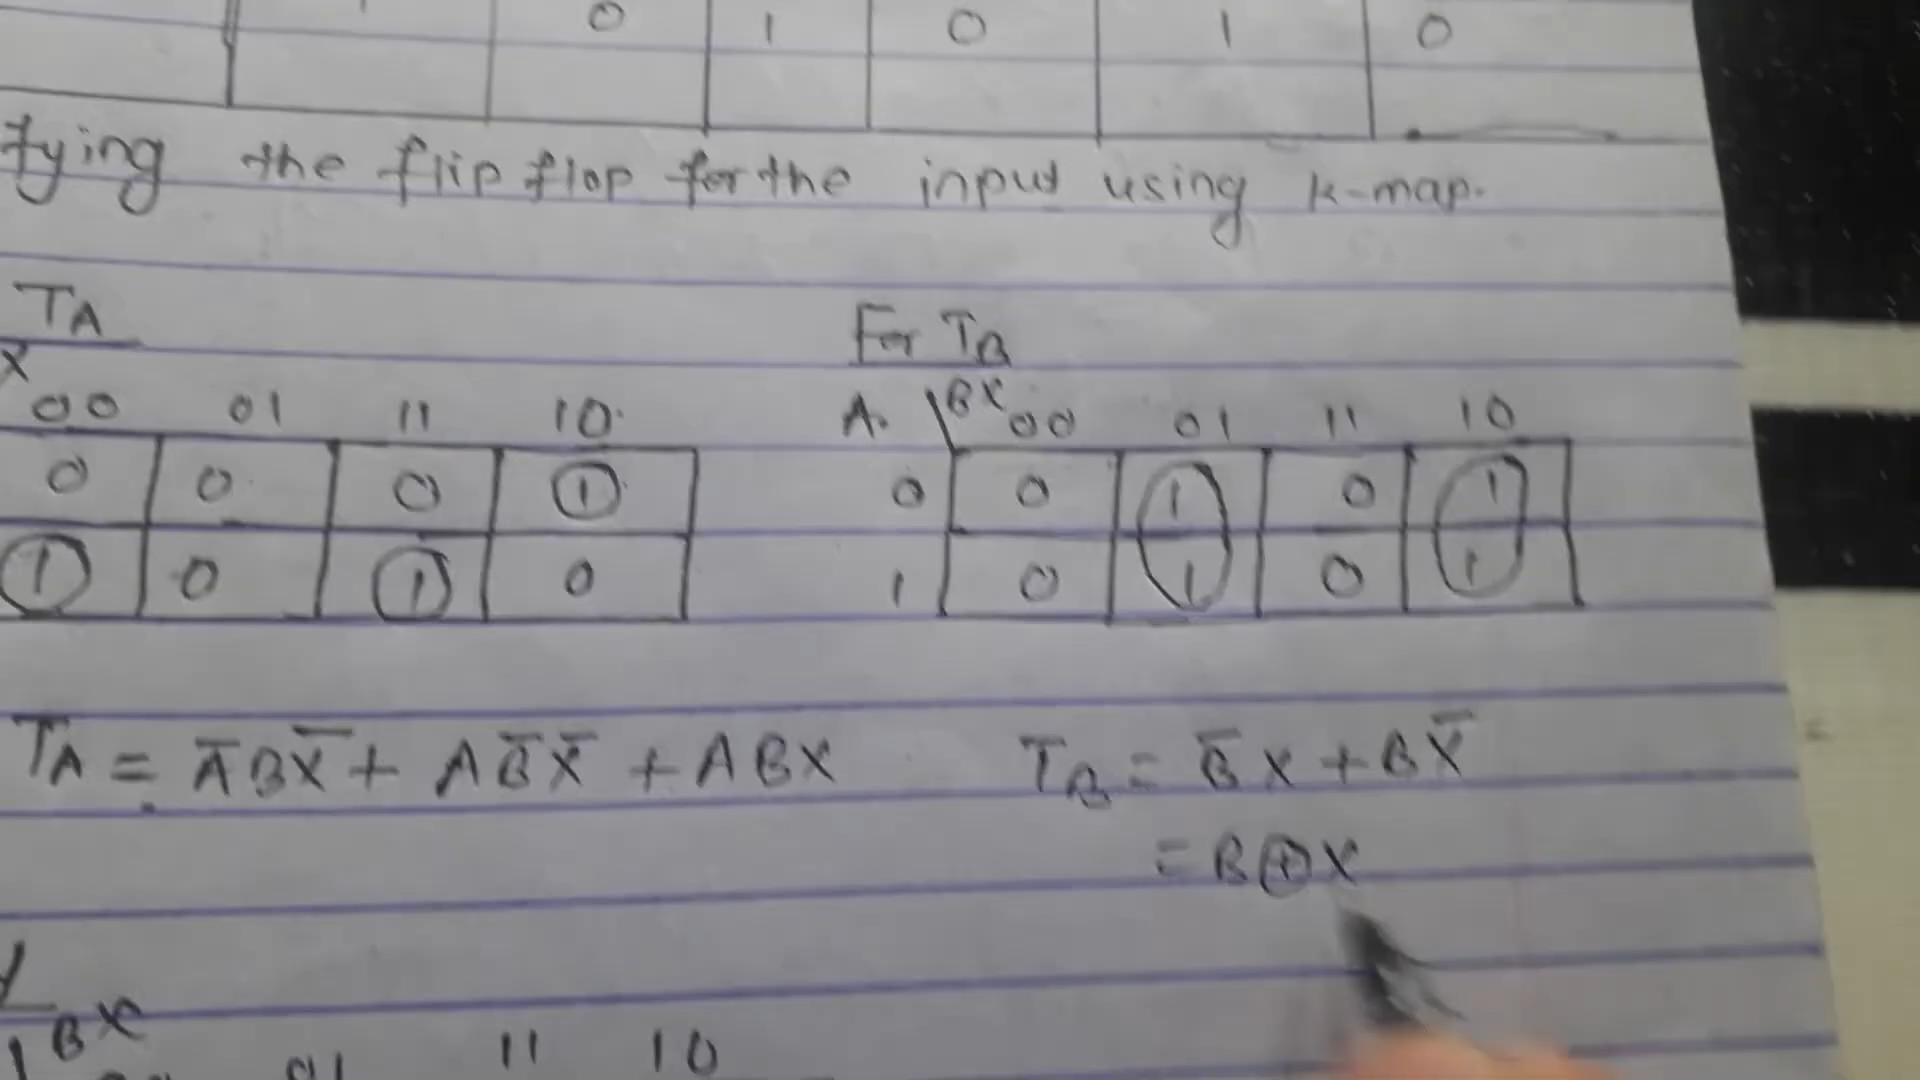 0 1 0 1 0
fying the flip flop for the input using k-map.
TA For TB
X 00 01 11 10 A. BX 00 01 11 10
0 0 0 1 0 0 1 0 1
1 0 1 0 1 0 1 0 1
TA = A̅BX̅ + AB̅X̅ + ABX TB = B̅X + BX̅
= B⊕X
BX
11 10